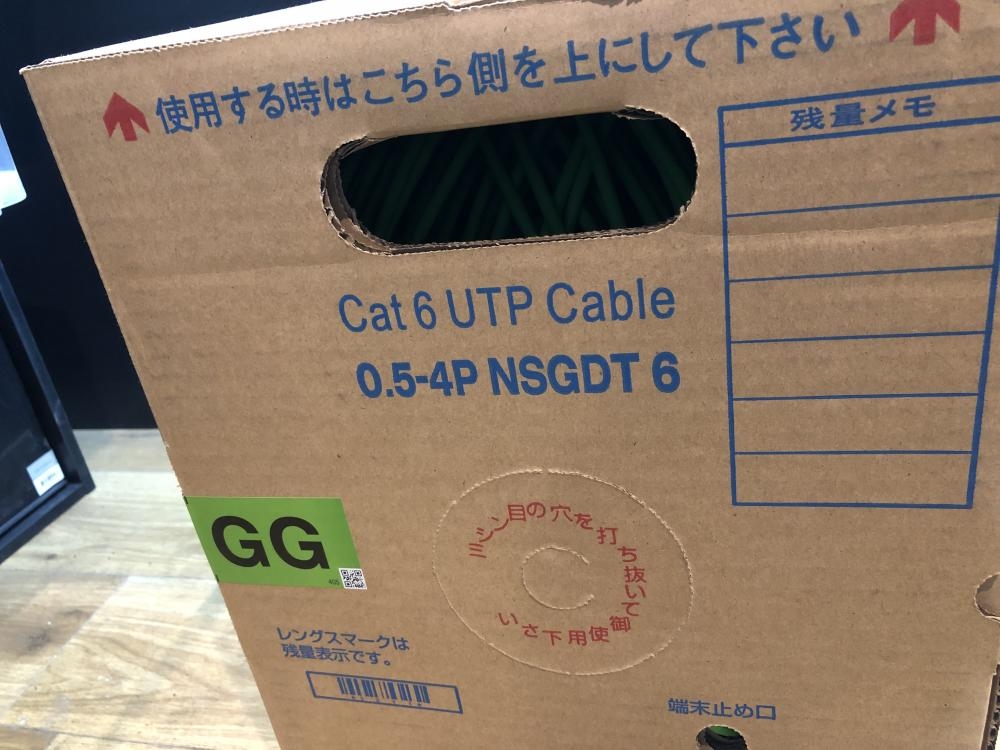 使用する時はこちら側を上にして下さい
残量メモ
Cat 6 UTP Cable
0.5-4P NSGDT 6
GG
405
ミシン目の穴を打ち抜いて
御使用下さい
レングスマークは
残量表示です。
端末止め口